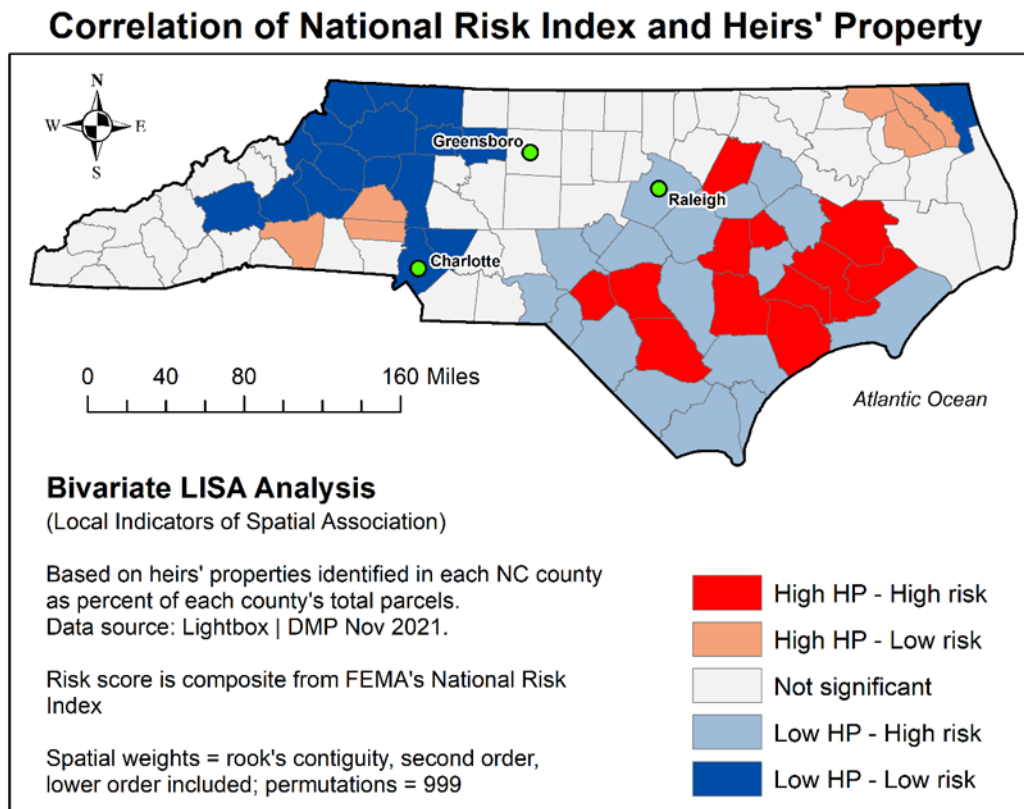 Correlation of National Risk Index and Heirs' Property
N
W
E
S
Greensboro
Raleigh
Charlotte
0 40 80 160 Miles
Atlantic Ocean
Bivariate LISA Analysis
(Local Indicators of Spatial Association)
Based on heirs' properties identified in each NC county
as percent of each county's total parcels.
Data source: Lightbox | DMP Nov 2021.
Risk score is composite from FEMA's National Risk
Index
Spatial weights = rook's contiguity, second order,
lower order included; permutations = 999
High HP - High risk
High HP - Low risk
Not significant
Low HP - High risk
Low HP - Low risk